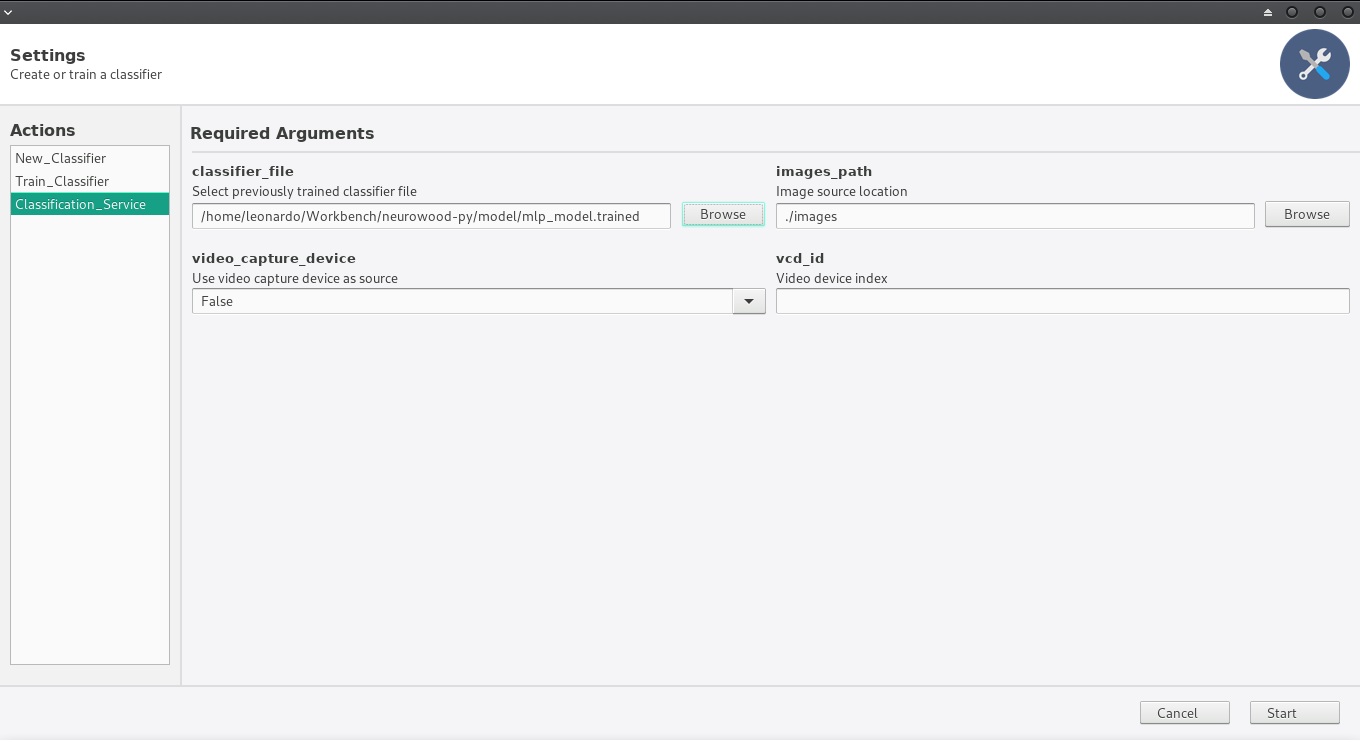 Settings
Create or train a classifier
Actions
New_Classifier
Train_Classifier
Classification_Service
Required Arguments
classifier_file
Select previously trained classifier file
/home/leonardo/Workbench/neurowood-py/model/mlp_model.trained
Browse
images_path
Image source location
./images
Browse
video_capture_device
Use video capture device as source
False
vcd_id
Video device index
Cancel
Start